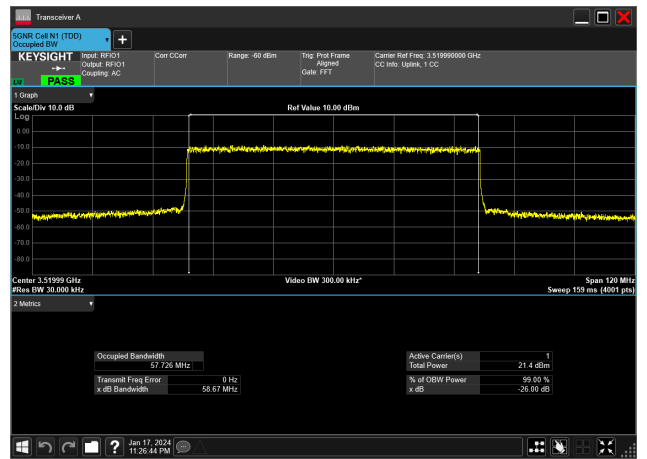 Transceiver A
5GNR Cell N1 (TDD)
Occupied BW
KEYSIGHT
LW
PASS
Input: RFIO1
Output: RFIO1
Coupling: AC
Corr CCorr
Range: -60 dBm
Trig: Prot Frame
Aligned
Gate: FFT
Carrier Ref Freq: 3.519990000 GHz
CC Info: Uplink, 1 CC
1 Graph
Scale/Div 10.0 dB
Ref Value 10.00 dBm
Log
0.00
-10.0
-20.0
-30.0
-40.0
-50.0
-60.0
-70.0
-80.0
Center 3.51999 GHz
Video BW 300.00 kHz*
Span 120 MHz
#Res BW 30.000 kHz
Sweep 159 ms (4001 pts)
2 Metrics
Occupied Bandwidth
57.726 MHz
Transmit Freq Error 0 Hz
x dB Bandwidth 58.67 MHz
Active Carrier(s) 1
Total Power 21.4 dBm
% of OBW Power 99.00 %
x dB -26.00 dB
Jan 17, 2024
11:26:44 PM